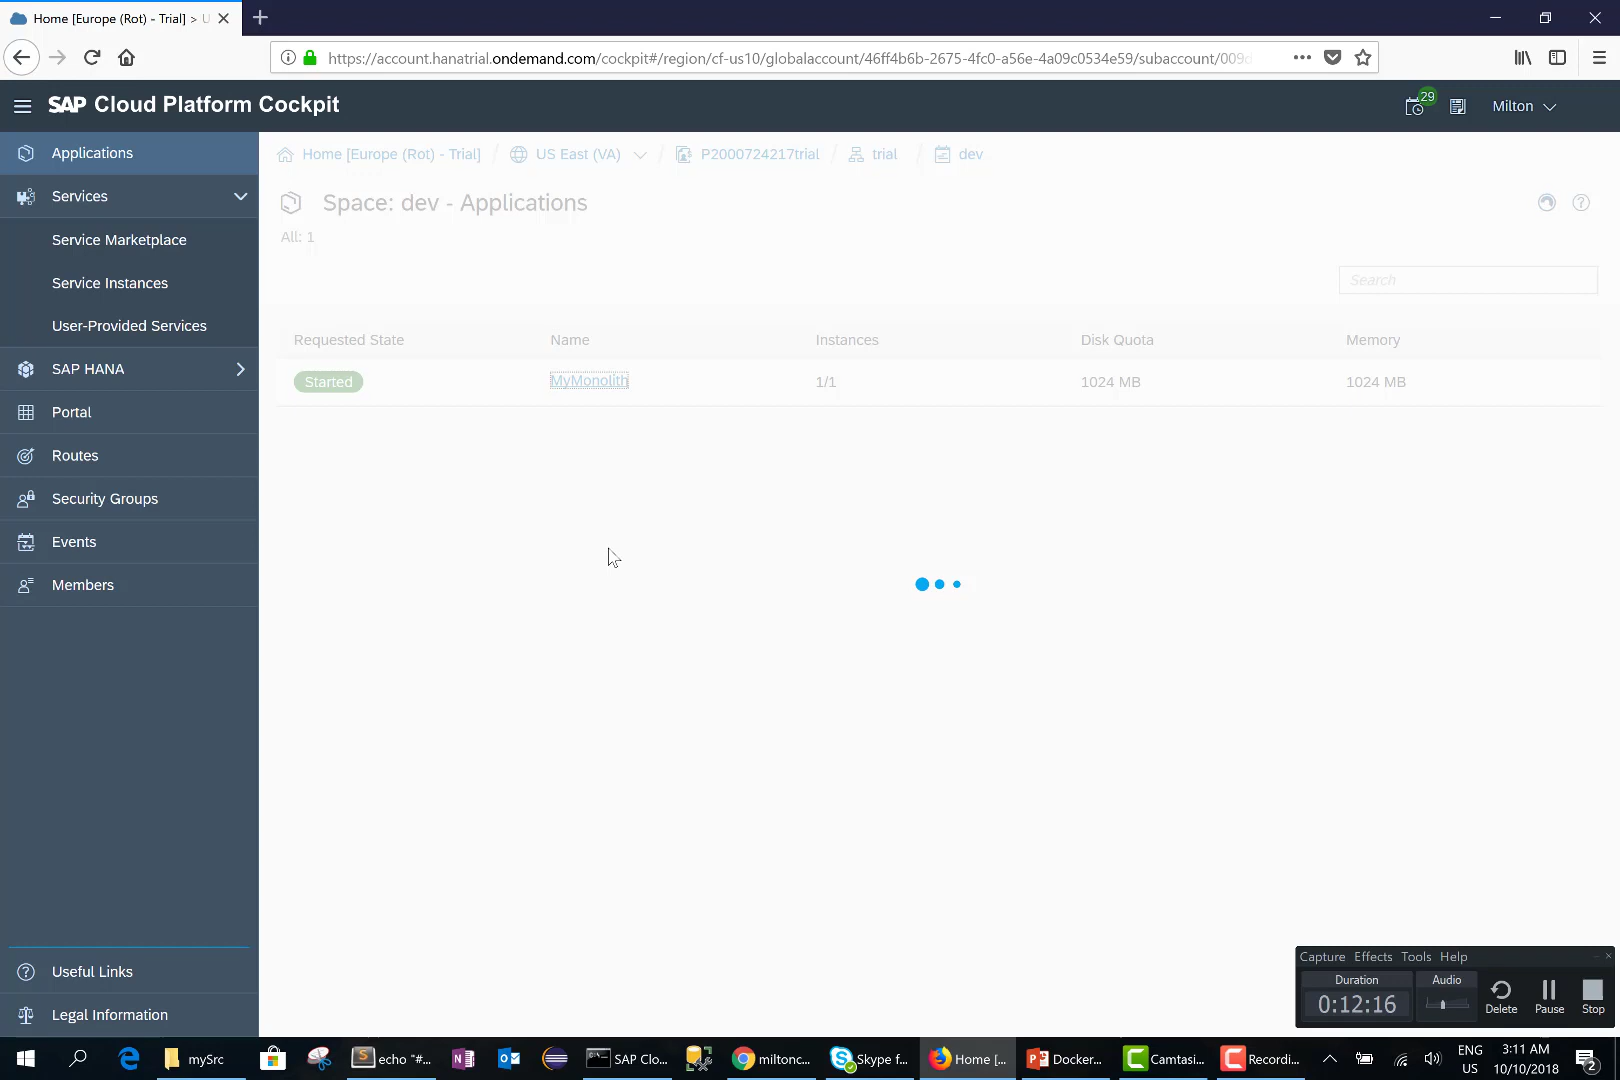 Home [Europe (Rot) - Trial] > U
https://account.hanatrial.ondemand.com/cockpit#/region/cf-us10/globalaccount/46ff4b6b-2675-4fc0-a56e-4a09c0534e59/subaccount/009d
SAP Cloud Platform Cockpit
29
Milton
Applications
Services
Service Marketplace
Service Instances
User-Provided Services
SAP HANA
Portal
Routes
Security Groups
Events
Members
Useful Links
Legal Information
Home [Europe (Rot) - Trial] / US East (VA) / P2000724217trial / trial / dev
Space: dev - Applications
All: 1
Search
Requested State Name Instances Disk Quota Memory
Started MyMonolith 1/1 1024 MB 1024 MB
Capture Effects Tools Help
Duration Audio
0:12:16 Delete Pause Stop
mySrc echo "#... SAP Clo... miltonc... Skype f... Home [... Docker... Camtasi... Recordi...
ENG
US
3:11 AM
10/10/2018
2